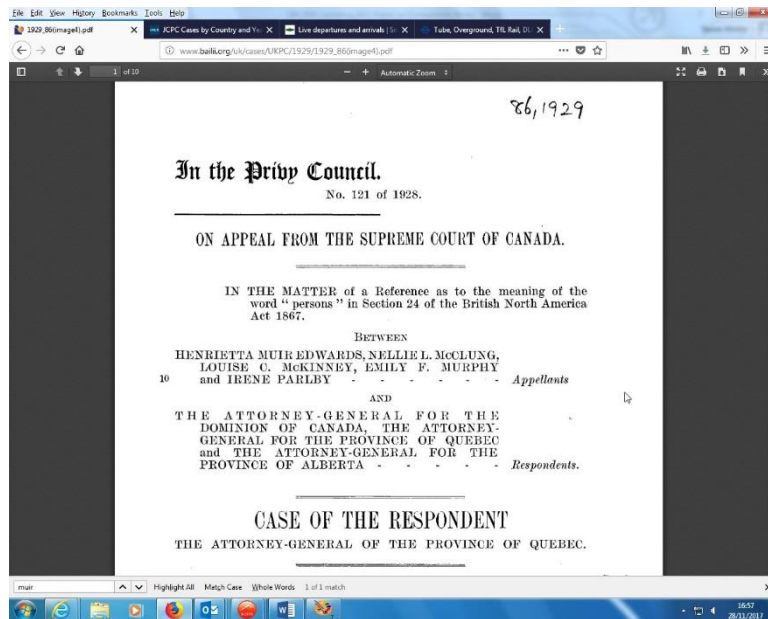 File Edit View History Bookmarks Tools Help
1929_86(image4).pdf
JCPC Cases by Country and
Live departures and arrivals |
Tube, Overground, TfL Rail,
www.bailii.org/uk/cases/UKPC/1929/1929_86(image4).pdf
1 of 10
Automatic Zoom
86,1929
In the Privy Council.
No. 121 of 1928.
ON APPEAL FROM THE SUPREME COURT OF CANADA.
IN THE MATTER of a Reference as to the meaning of the
word " persons " in Section 24 of the British North America
Act 1867.
BETWEEN
HENRIETTA MUIR EDWARDS, NELLIE L. McCLUNG,
LOUISE C. McKINNEY, EMILY F. MURPHY
10 and IRENE PARLBY - - - - - - Appellants
AND
THE ATTORNEY-GENERAL FOR THE
DOMINION OF CANADA, THE ATTORNEY-
GENERAL FOR THE PROVINCE OF QUEBEC
and THE ATTORNEY-GENERAL FOR THE
PROVINCE OF ALBERTA - - - - - Respondents.
CASE OF THE RESPONDENT
THE ATTORNEY-GENERAL OF THE PROVINCE OF QUEBEC.
muir Highlight All Match Case Whole Words 1 of 1 match
16:57
28/11/2017